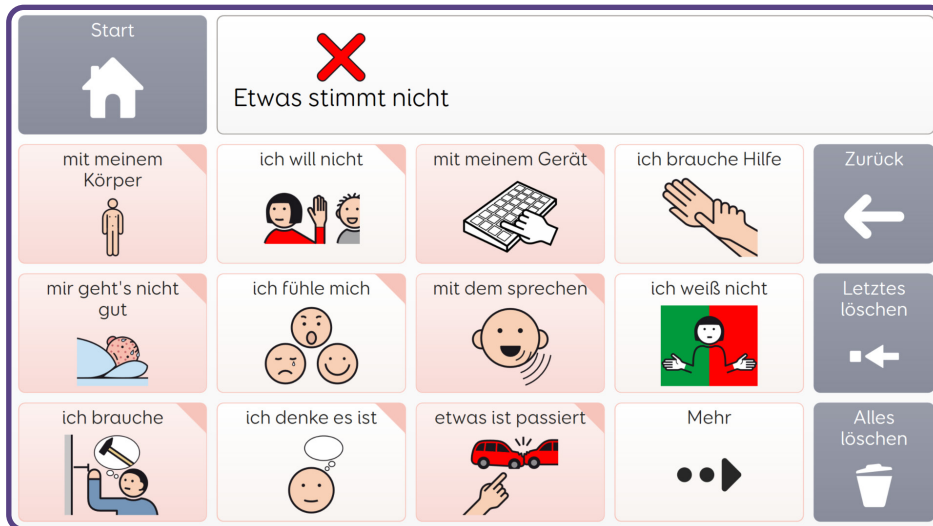 Start
Etwas stimmt nicht
mit meinem
Körper
ich will nicht
mit meinem Gerät
ich brauche Hilfe
Zurück
mir geht's nicht
gut
ich fühle mich
mit dem sprechen
ich weiß nicht
Letztes
löschen
ich brauche
ich denke es ist
etwas ist passiert
Mehr
Alles
löschen